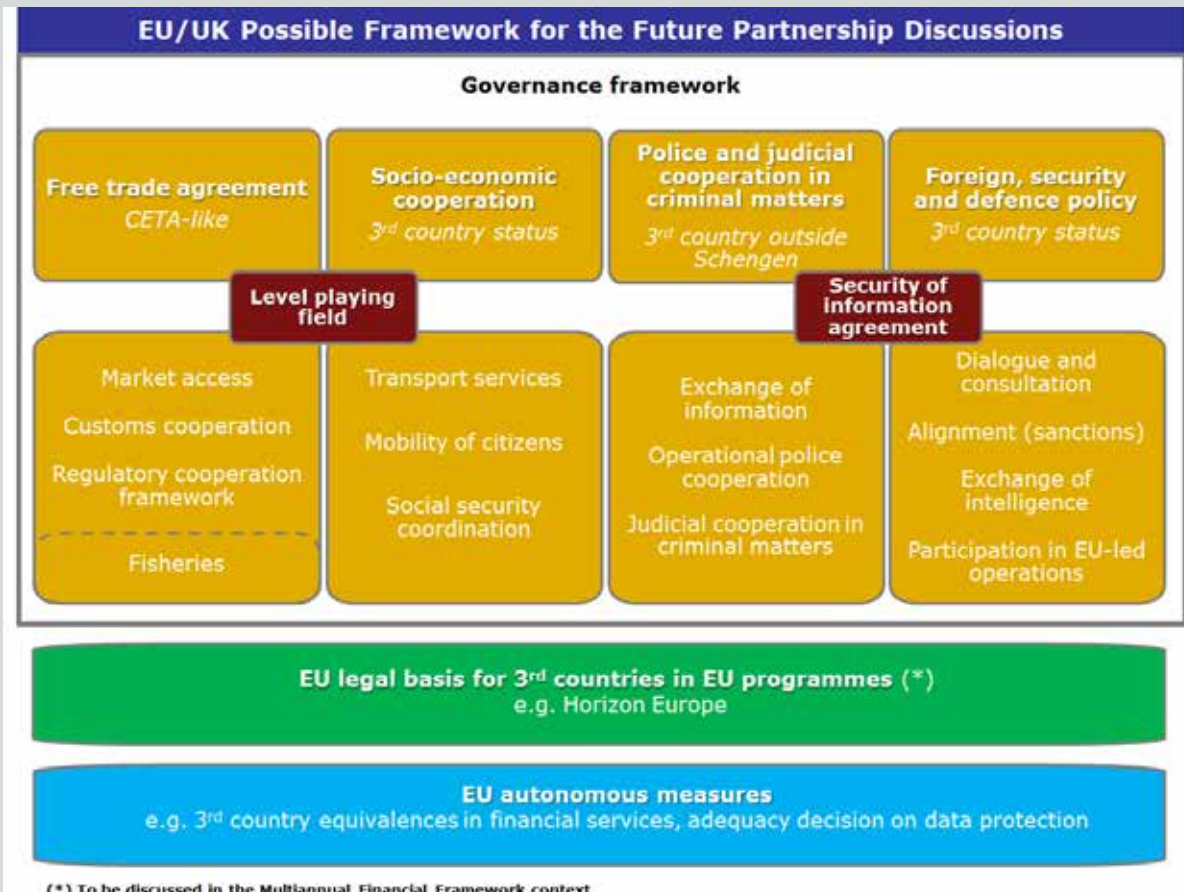 EU/UK Possible Framework for the Future Partnership Discussions
Governance framework
Free trade agreement
CETA-like
Socio-economic
cooperation
3rd country status
Police and judicial
cooperation in
criminal matters
3rd country outside
Schengen
Foreign, security
and defence policy
3rd country status
Level playing
field
Security of
information
agreement
Market access
Customs cooperation
Regulatory cooperation
framework
Fisheries
Transport services
Mobility of citizens
Social security
coordination
Exchange of
information
Operational police
cooperation
Judicial cooperation in
criminal matters
Dialogue and
consultation
Alignment (sanctions)
Exchange of
intelligence
Participation in EU-led
operations
EU legal basis for 3rd countries in EU programmes (*)
e.g. Horizon Europe
EU autonomous measures
e.g. 3rd country equivalences in financial services, adequacy decision on data protection
(*) To be discussed in the Multiannual Financial Framework context